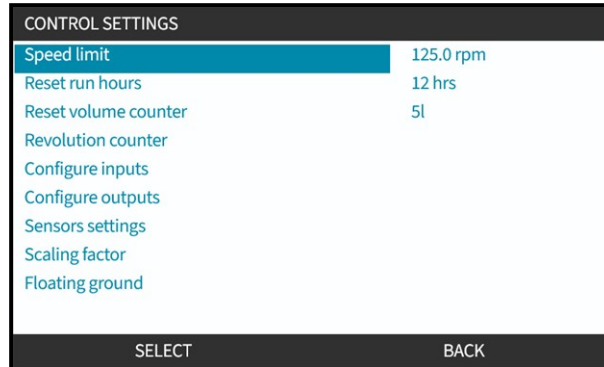 CONTROL SETTINGS
Speed limit 125.0 rpm
Reset run hours 12 hrs
Reset volume counter 5l
Revolution counter
Configure inputs
Configure outputs
Sensors settings
Scaling factor
Floating ground
SELECT BACK